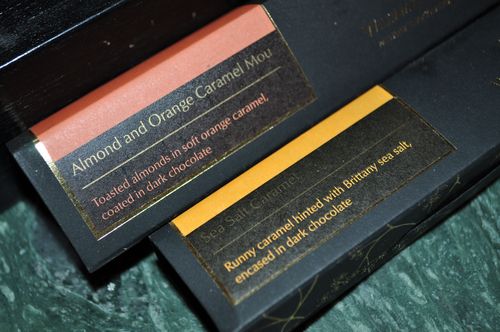 Almond and Orange Caramel Mou
Toasted almonds in soft orange caramel,
coated in dark chocolate
Sea Salt Caramel
Runny caramel hinted with Brittany sea salt,
encased in dark chocolate